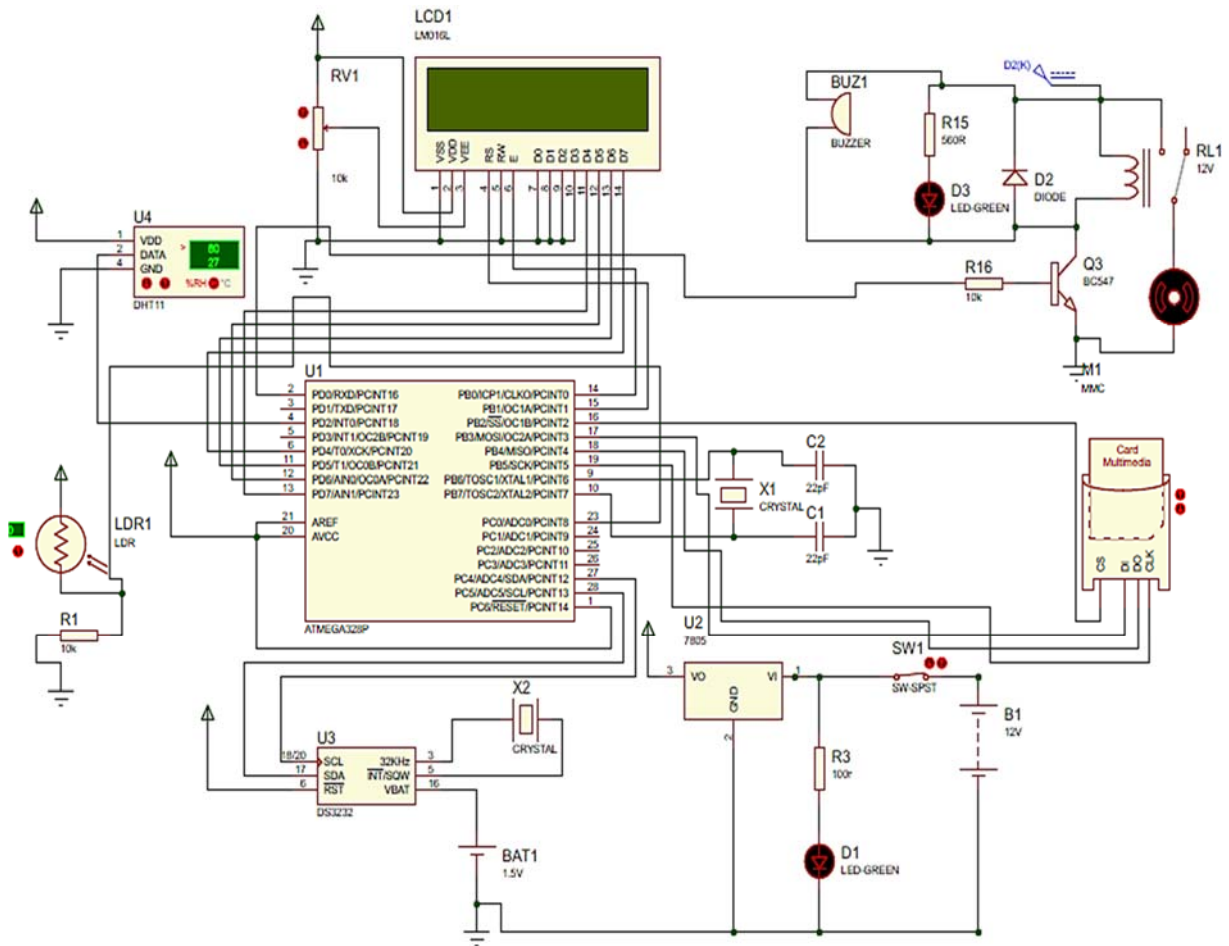 LCD1
LM016L
VSS VDD VEE RS RW E D0 D1 D2 D3 D4 D5 D6 D7
1 2 3 4 5 6 7 8 9 10 11 12 13 14
RV1
10k
U4
1 VDD
2 DATA
4 GND
>
80
27
%RH °C
DHT11
BUZ1
BUZZER
R15
560R
D3
LED-GREEN
D2(K)
D2
DIODE
RL1
12V
R16
10k
Q3
BC547
M1
MMC
Card
Multimedia
CS DI DO CLK
U1
2 PD0/RXD/PCINT16 PB0/ICP1/CLKO/PCINT0 14
3 PD1/TXD/PCINT17 PB1/OC1A/PCINT1 15
4 PD2/INT0/PCINT18 PB2/SS/OC1B/PCINT2 16
5 PD3/INT1/OC2B/PCINT19 PB3/MOSI/OC2A/PCINT3 17
6 PD4/T0/XCK/PCINT20 PB4/MISO/PCINT4 18
11 PD5/T1/OC0B/PCINT21 PB5/SCK/PCINT5 19
12 PD6/AIN0/OC0A/PCINT22 PB6/TOSC1/XTAL1/PCINT6 9
13 PD7/AIN1/PCINT23 PB7/TOSC2/XTAL2/PCINT7 10
21 AREF PC0/ADC0/PCINT8 23
20 AVCC PC1/ADC1/PCINT9 24
PC2/ADC2/PCINT10 25
PC3/ADC3/PCINT11 26
PC4/ADC4/SDA/PCINT12 27
PC5/ADC5/SCL/PCINT13 28
PC6/RESET/PCINT14 1
ATMEGA328P
X1
CRYSTAL
C2
22pF
C1
22pF
LDR1
LDR
R1
10k
U2
7805
3 VO VI 1
GND
2
SW1
SW-SPST
B1
12V
R3
100r
D1
LED-GREEN
X2
CRYSTAL
U3
18/20 SCL 32KHz 3
17 SDA INT/SQW 5
6 RST VBAT 16
DS3232
BAT1
1.5V